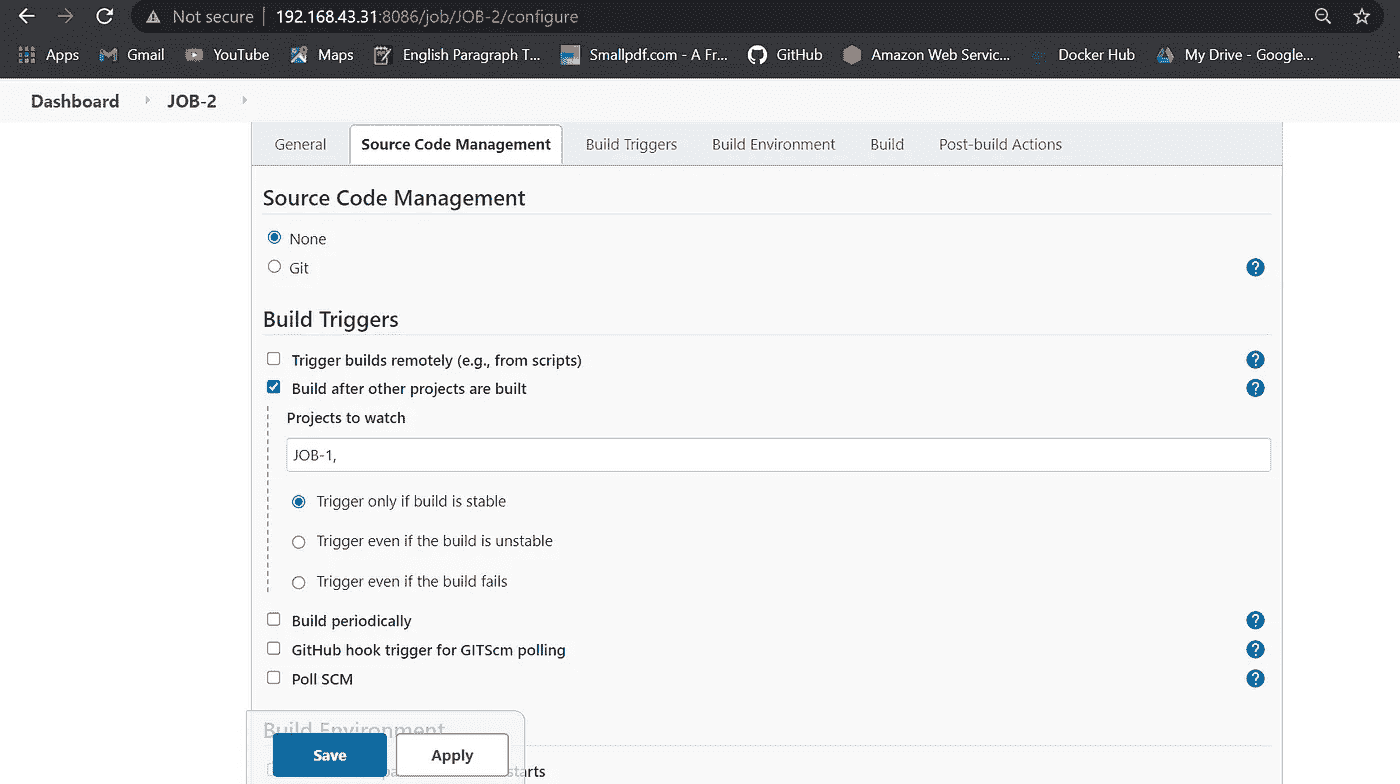 Not secure | 192.168.43.31:8086/job/JOB-2/configure
Apps Gmail YouTube Maps English Paragraph T... Smallpdf.com - A Fr... GitHub Amazon Web Servic... Docker Hub My Drive - Google...
Dashboard JOB-2
General Source Code Management Build Triggers Build Environment Build Post-build Actions
Source Code Management
None
Git ?
Build Triggers
Trigger builds remotely (e.g., from scripts) ?
Build after other projects are built ?
Projects to watch
JOB-1,
Trigger only if build is stable
Trigger even if the build is unstable
Trigger even if the build fails
Build periodically ?
GitHub hook trigger for GITScm polling ?
Poll SCM ?
Build Environment
Save Apply
starts